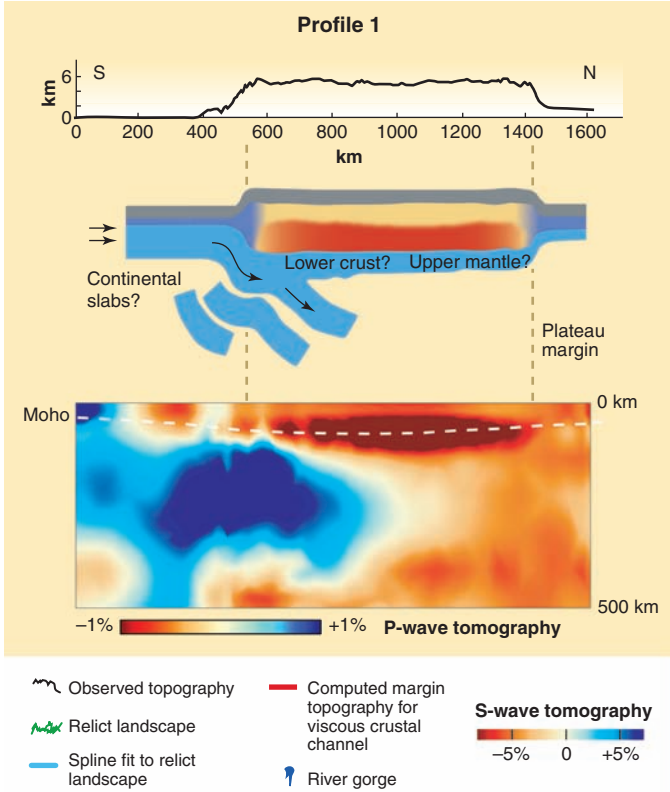 Profile 1
S
N
km
6
0
0 200 400 600 800 1000 1200 1400 1600
km
Lower crust? Upper mantle?
Continental
slabs?
Plateau
margin
Moho
0 km
500 km
–1% +1% P-wave tomography
Observed topography
Relict landscape
Spline fit to relict
landscape
Computed margin
topography for
viscous crustal
channel
River gorge
S-wave tomography
–5% 0 +5%